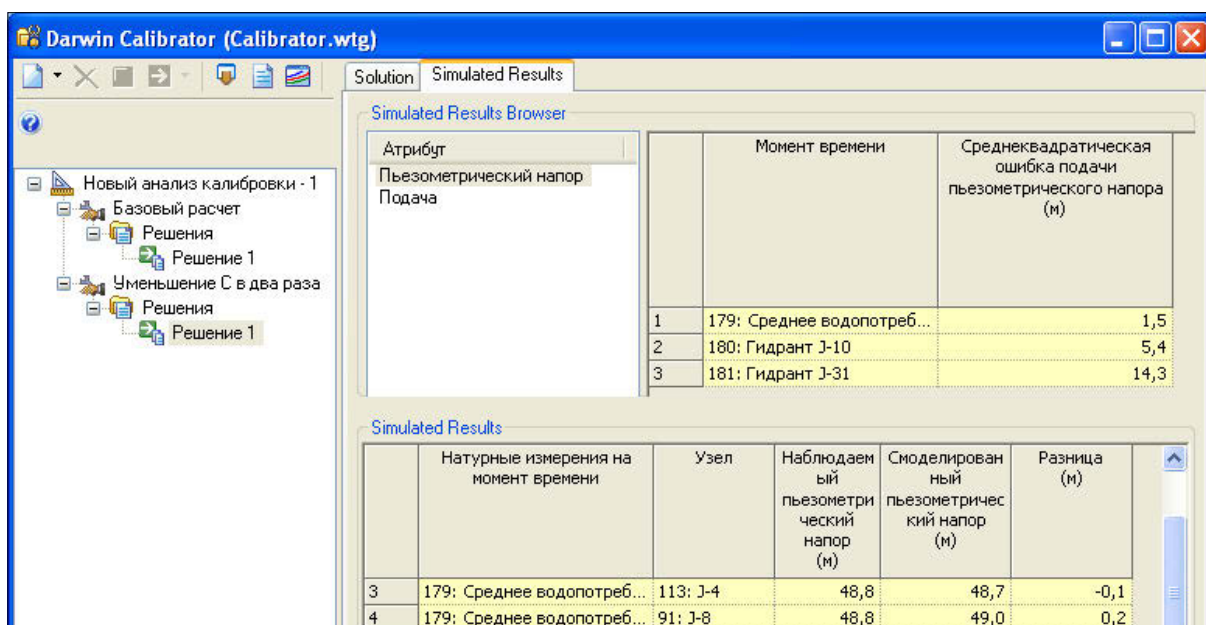 Darwin Calibrator (Calibrator.wtg)
Solution
Simulated Results
Новый анализ калибровки - 1
Базовый расчет
Решения
Решение 1
Уменьшение С в два раза
Решения
Решение 1
Simulated Results Browser
Атрибут
Пьезометрический напор
Подача
Момент времени
Среднеквадратическая
ошибка подачи
пьезометрического напора
(м)
1 179: Среднее водопотреб... 1,5
2 180: Гидрант J-10 5,4
3 181: Гидрант J-31 14,3
Simulated Results
Натурные измерения на
момент времени
Узел
Наблюдаем
ый
пьезометри
ческий
напор
(м)
Смоделирован
ный
пьезометричес
кий напор
(м)
Разница
(м)
3 179: Среднее водопотреб... 113: J-4 48,8 48,7 -0,1
4 179: Среднее водопотреб... 91: J-8 48,8 49,0 0,2